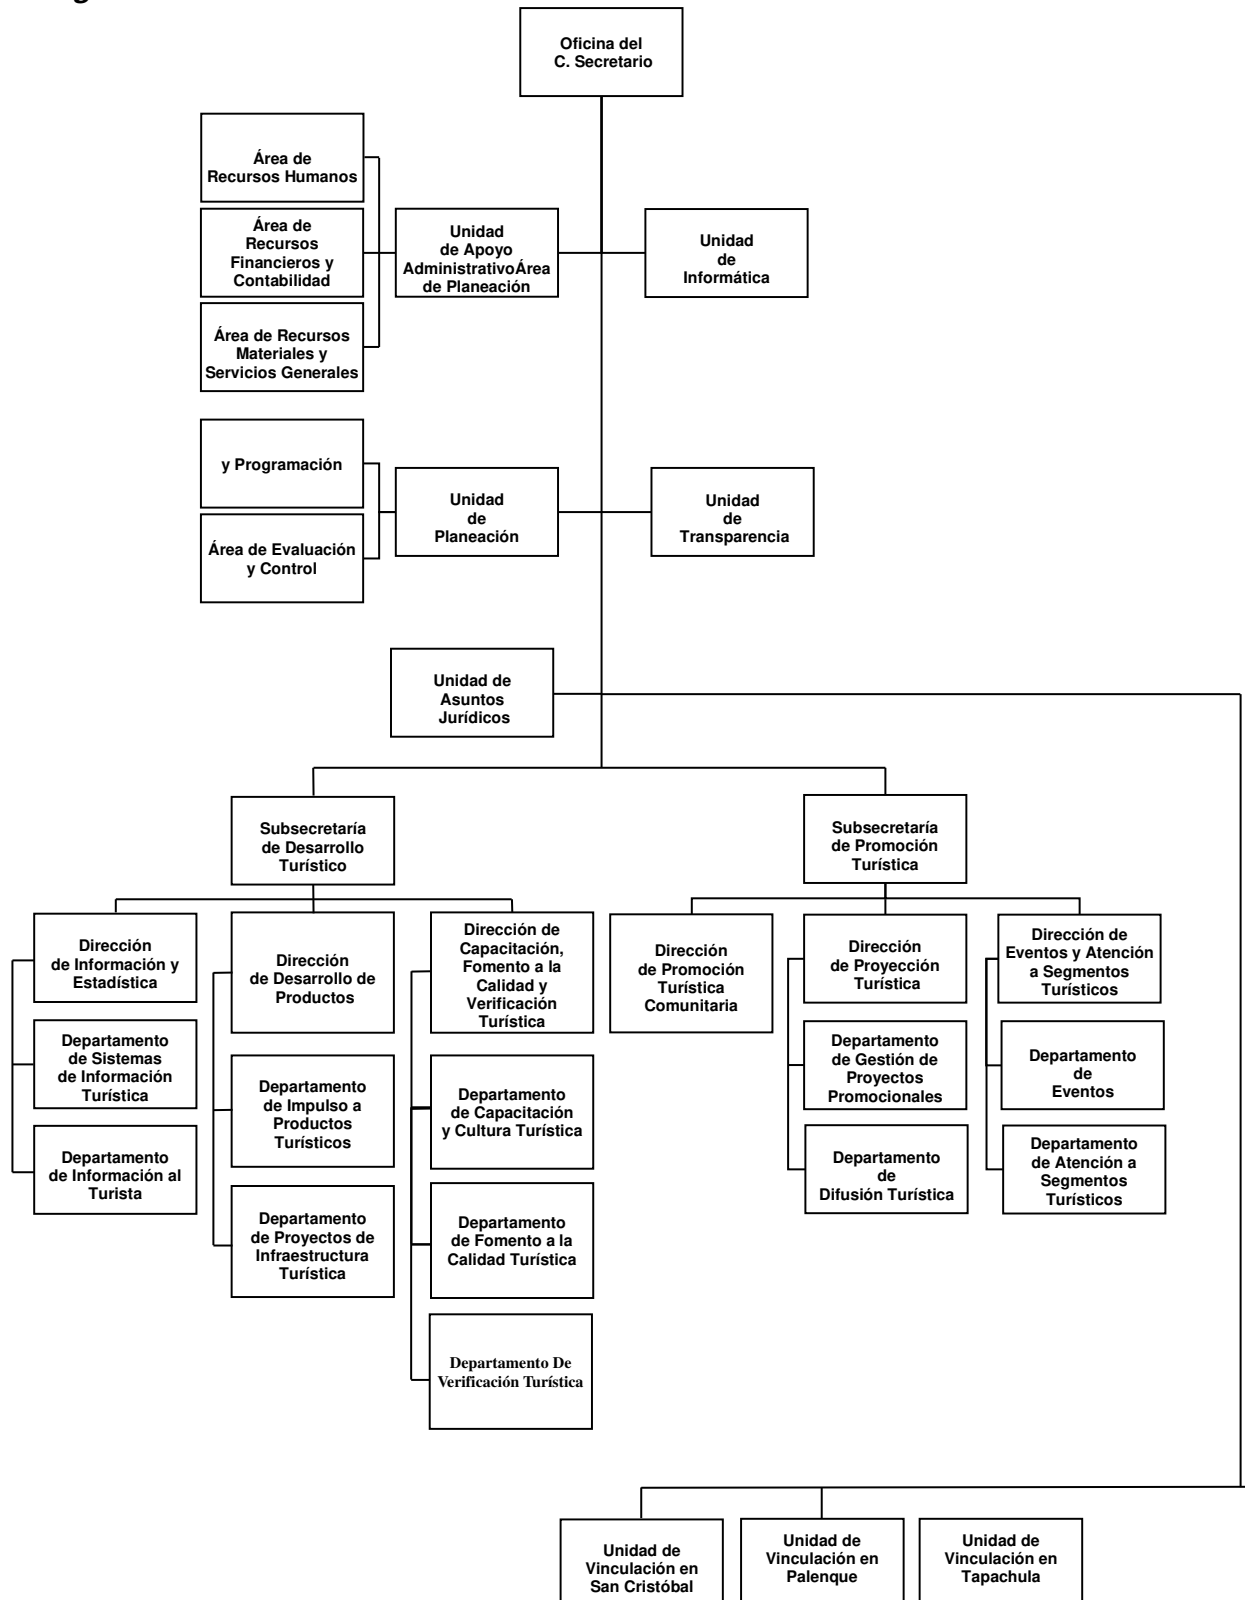 Oficina del
C. Secretario
Área de
Recursos Humanos
Área de
Recursos
Financieros y
Contabilidad
Área de Recursos
Materiales y
Servicios Generales
Unidad
de Apoyo
AdministrativoÁrea
de Planeación
Unidad
de
Informática
y Programación
Área de Evaluación
y Control
Unidad
de
Planeación
Unidad
de
Transparencia
Unidad de
Asuntos
Jurídicos
Subsecretaría
de Desarrollo
Turístico
Subsecretaría
de Promoción
Turística
Dirección
de Información y
Estadística
Departamento
de Sistemas
de Información
Turística
Departamento
de Información al
Turista
Dirección
de Desarrollo de
Productos
Departamento
de Impulso a
Productos
Turísticos
Departamento
de Proyectos de
Infraestructura
Turística
Dirección de
Capacitación,
Fomento a la
Calidad y
Verificación
Turística
Departamento
de Capacitación
y Cultura Turística
Departamento
de Fomento a la
Calidad Turística
Departamento De
Verificación Turística
Dirección
de Promoción
Turística
Comunitaria
Dirección
de Proyección
Turística
Departamento
de Gestión de
Proyectos
Promocionales
Departamento
de
Difusión Turística
Dirección de
Eventos y Atención
a Segmentos
Turísticos
Departamento
de
Eventos
Departamento
de Atención a
Segmentos
Turísticos
Unidad de
Vinculación en
San Cristóbal
Unidad de
Vinculación en
Palenque
Unidad de
Vinculación en
Tapachula